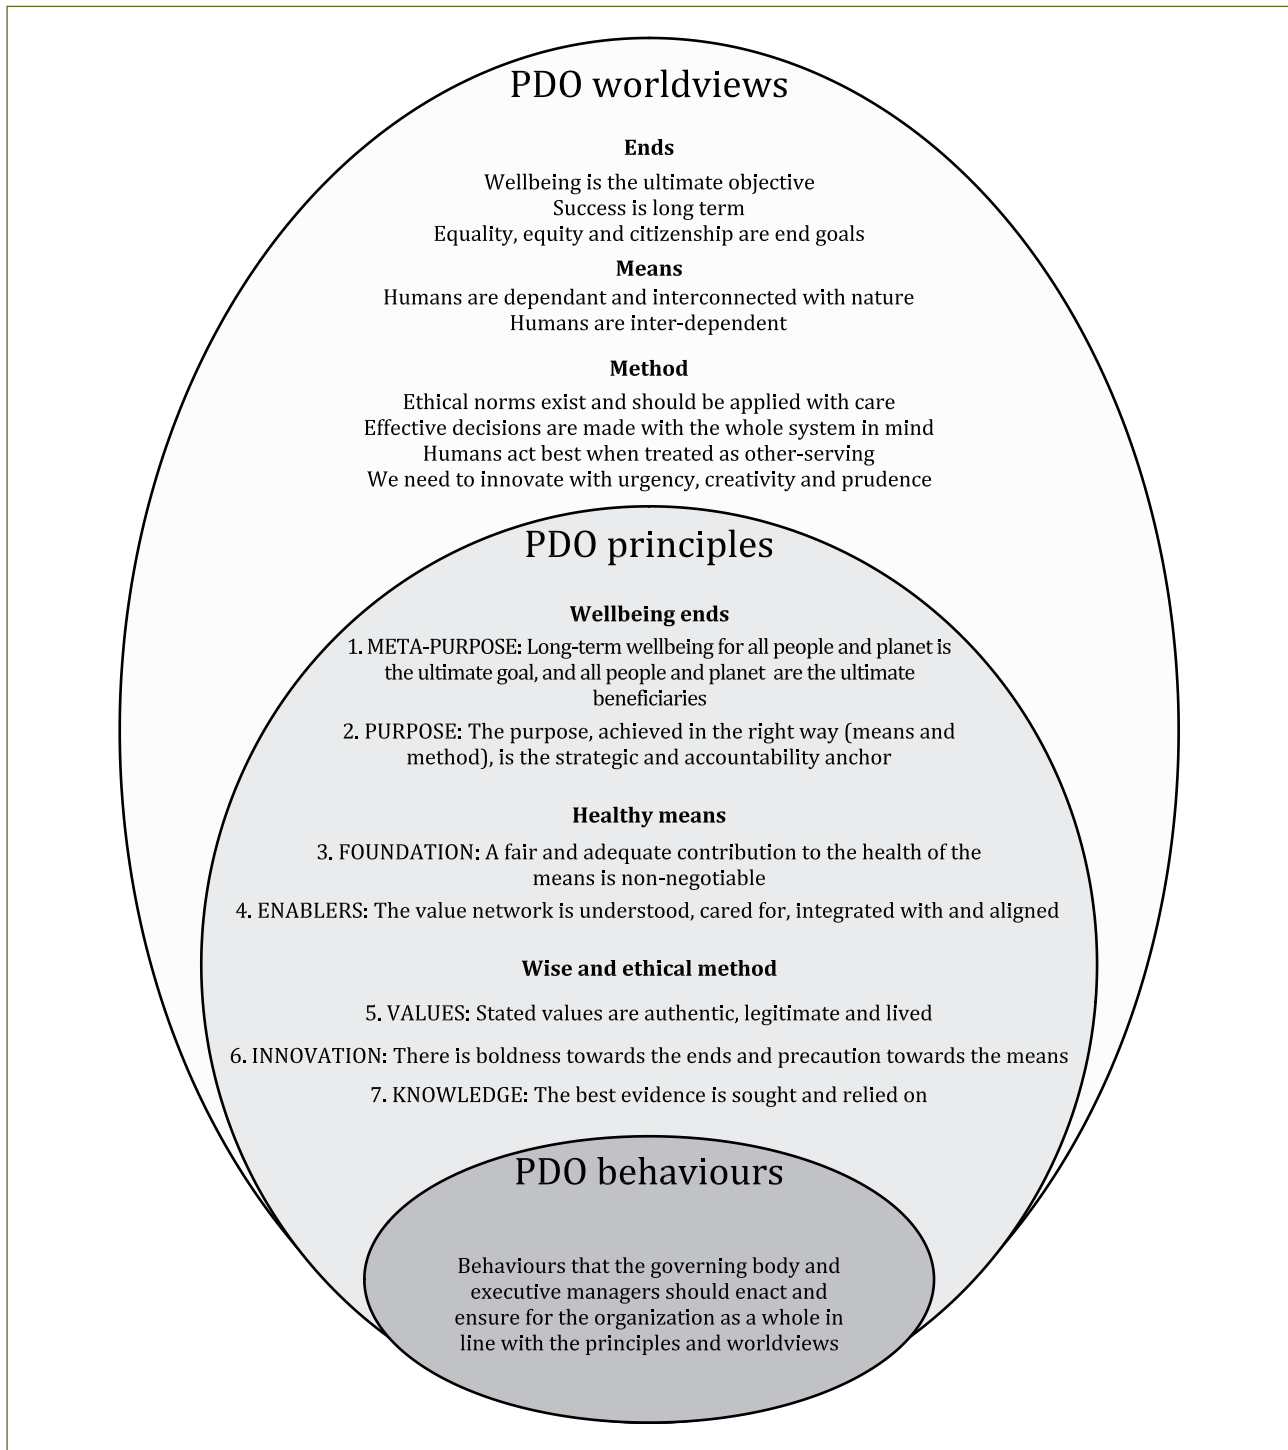 PDO worldviews
Ends
Wellbeing is the ultimate objective
Success is long term
Equality, equity and citizenship are end goals
Means
Humans are dependant and interconnected with nature
Humans are inter-dependent
Method
Ethical norms exist and should be applied with care
Effective decisions are made with the whole system in mind
Humans act best when treated as other-serving
We need to innovate with urgency, creativity and prudence
PDO principles
Wellbeing ends
1. META-PURPOSE: Long-term wellbeing for all people and planet is
the ultimate goal, and all people and planet are the ultimate
beneficiaries
2. PURPOSE: The purpose, achieved in the right way (means and
method), is the strategic and accountability anchor
Healthy means
3. FOUNDATION: A fair and adequate contribution to the health of the
means is non-negotiable
4. ENABLERS: The value network is understood, cared for, integrated with and aligned
Wise and ethical method
5. VALUES: Stated values are authentic, legitimate and lived
6. INNOVATION: There is boldness towards the ends and precaution towards the means
7. KNOWLEDGE: The best evidence is sought and relied on
PDO behaviours
Behaviours that the governing body and
executive managers should enact and
ensure for the organization as a whole in
line with the principles and worldviews